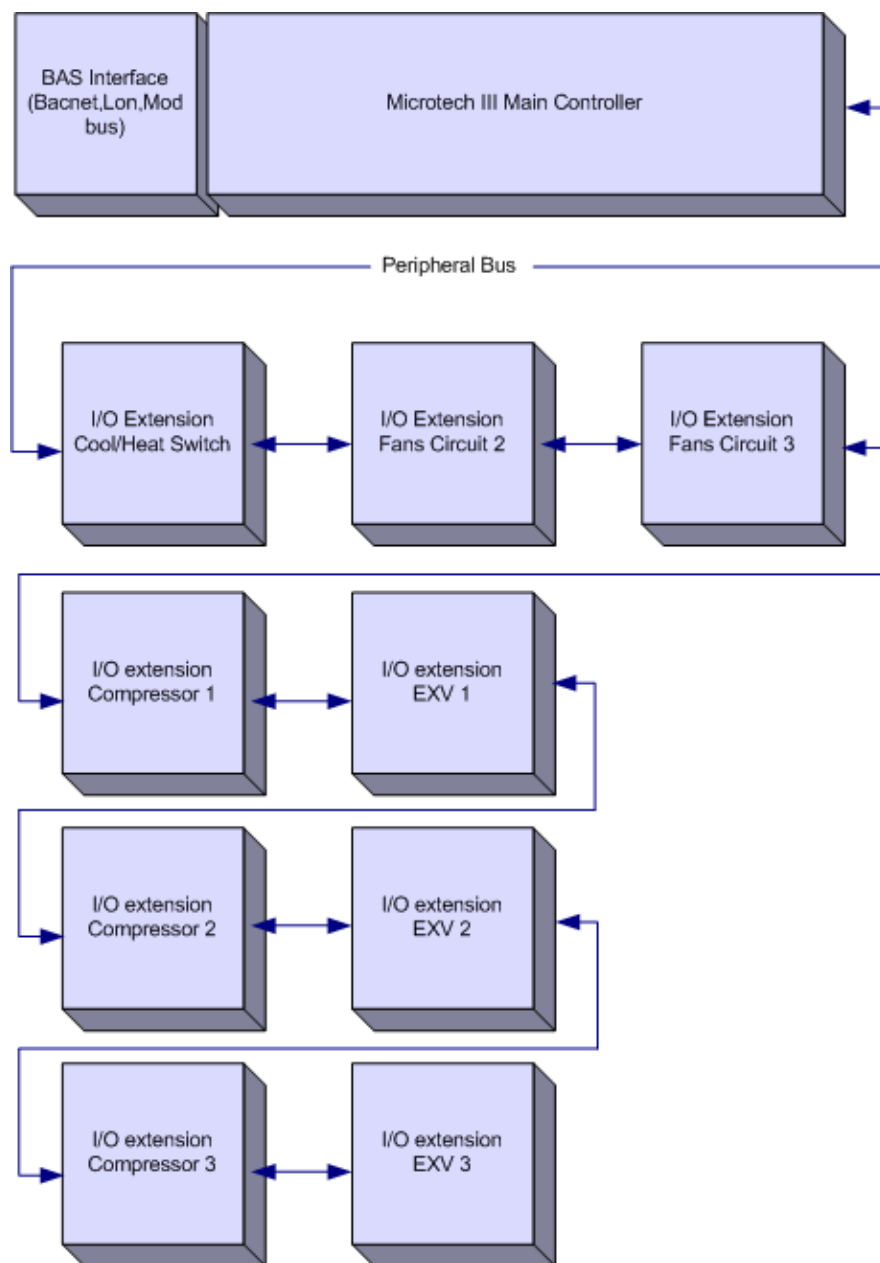 BAS Interface
(Bacnet,Lon,Mod
bus)
Microtech III Main Controller
Peripheral Bus
I/O Extension
Cool/Heat Switch
I/O Extension
Fans Circuit 2
I/O Extension
Fans Circuit 3
I/O extension
Compressor 1
I/O extension
EXV 1
I/O extension
Compressor 2
I/O extension
EXV 2
I/O extension
Compressor 3
I/O extension
EXV 3